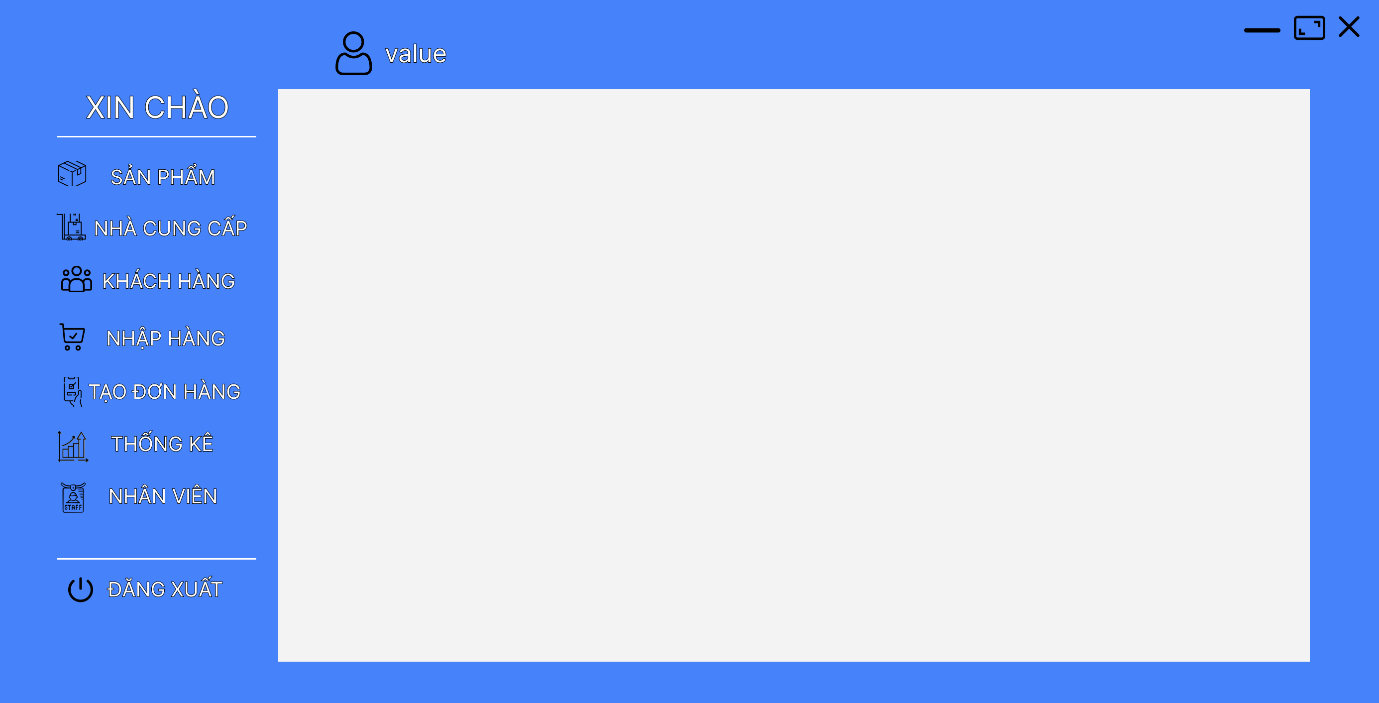 value
XIN CHÀO
SẢN PHẨM
NHÀ CUNG CẤP
KHÁCH HÀNG
NHẬP HÀNG
TẠO ĐƠN HÀNG
THỐNG KÊ
NHÂN VIÊN
STAFF
ĐĂNG XUẤT